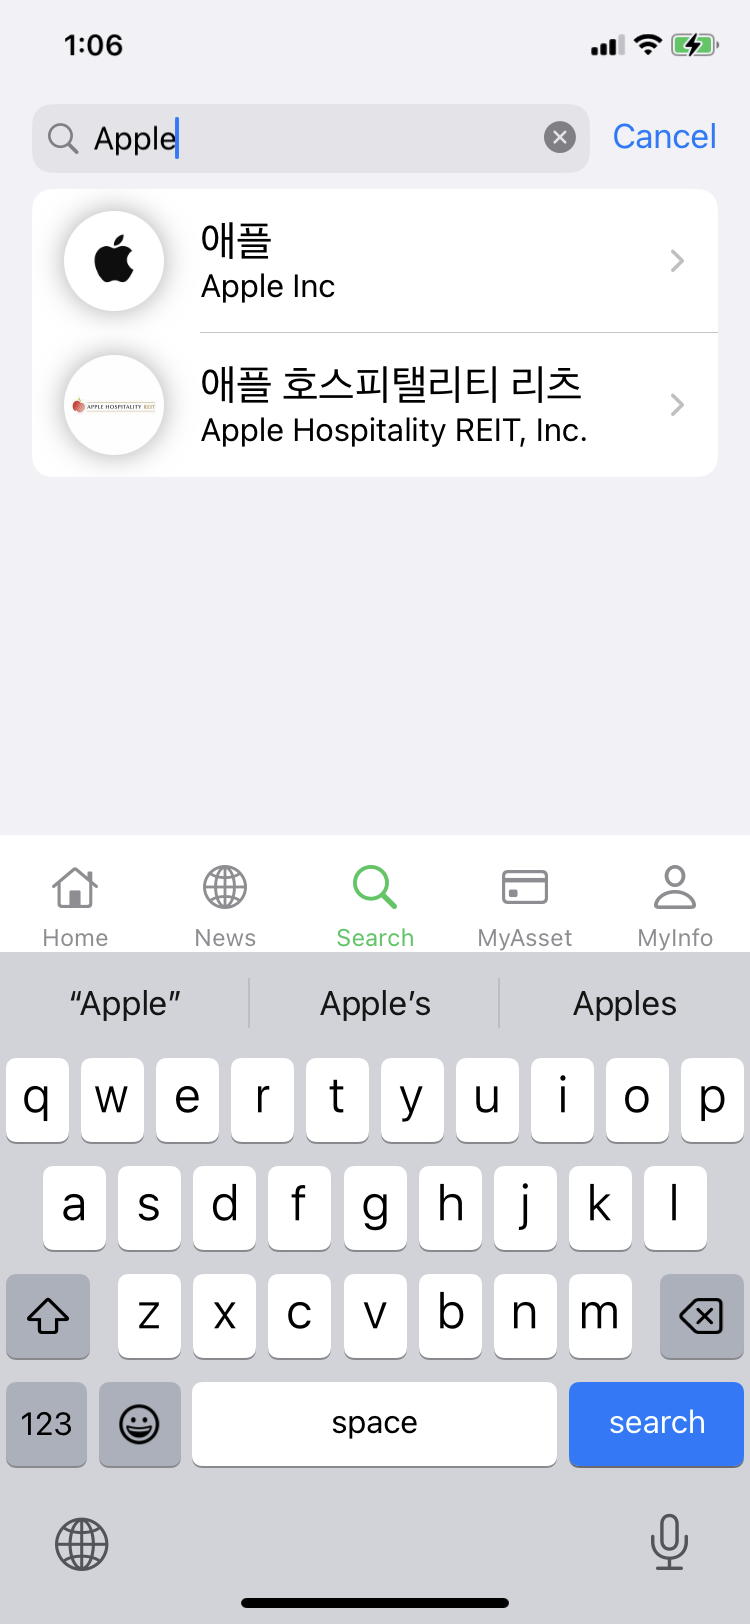 1:06
Apple
Cancel
애플
Apple Inc
APPLE HOSPITALITY REIT
애플 호스피탤리티 리츠
Apple Hospitality REIT, Inc.
Home News Search MyAsset MyInfo
“Apple” Apple’s Apples
q w e r t y u i o p
a s d f g h j k l
z x c v b n m
123 space search